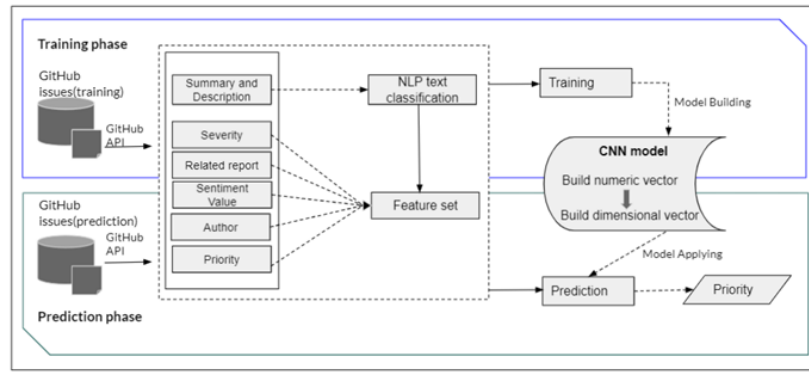 Training phase
GitHub
issues(training)
GitHub
API
Summary and
Description
Severity
Related report
Sentiment
Value
Author
Priority
NLP text
classification
Feature set
Training
Model Building
CNN model
Build numeric vector
Build dimensional vector
Model Applying
GitHub
issues(prediction)
GitHub
API
Prediction
Priority
Prediction phase